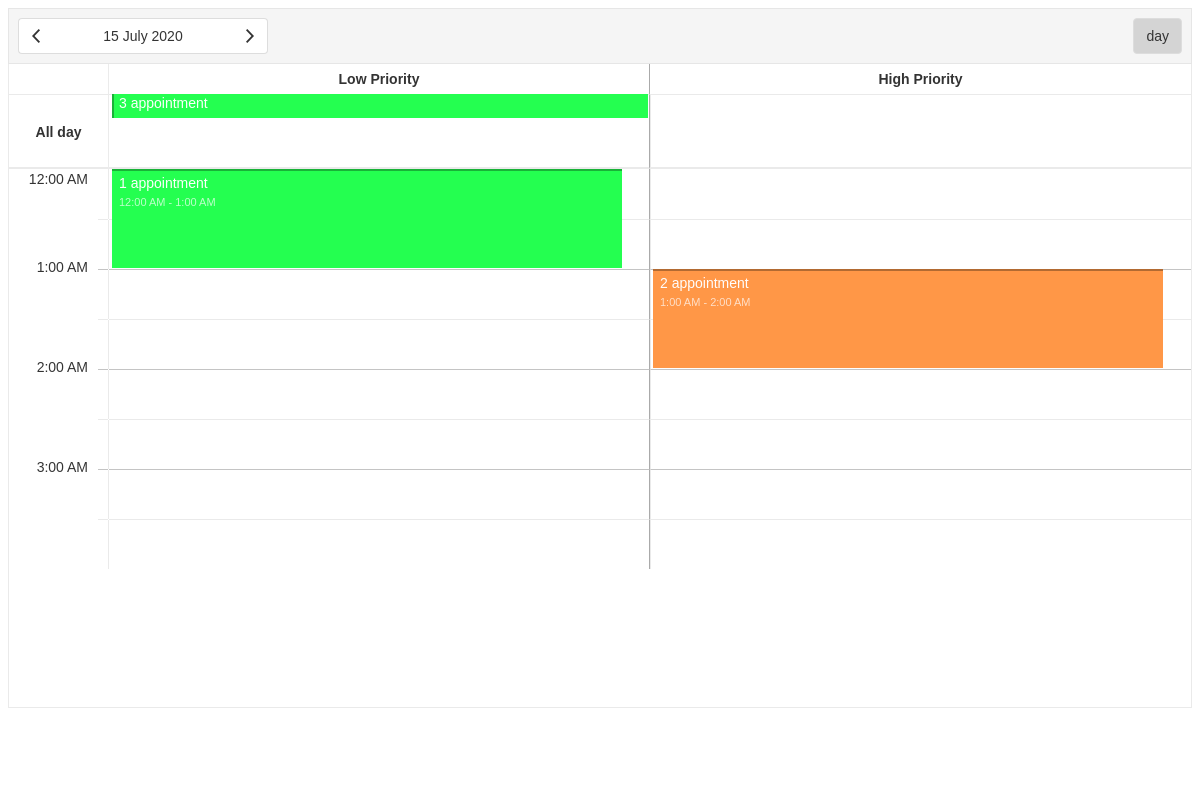 15 July 2020
day
Low Priority
High Priority
All day
3 appointment
12:00 AM
1 appointment
12:00 AM - 1:00 AM
1:00 AM
2 appointment
1:00 AM - 2:00 AM
2:00 AM
3:00 AM